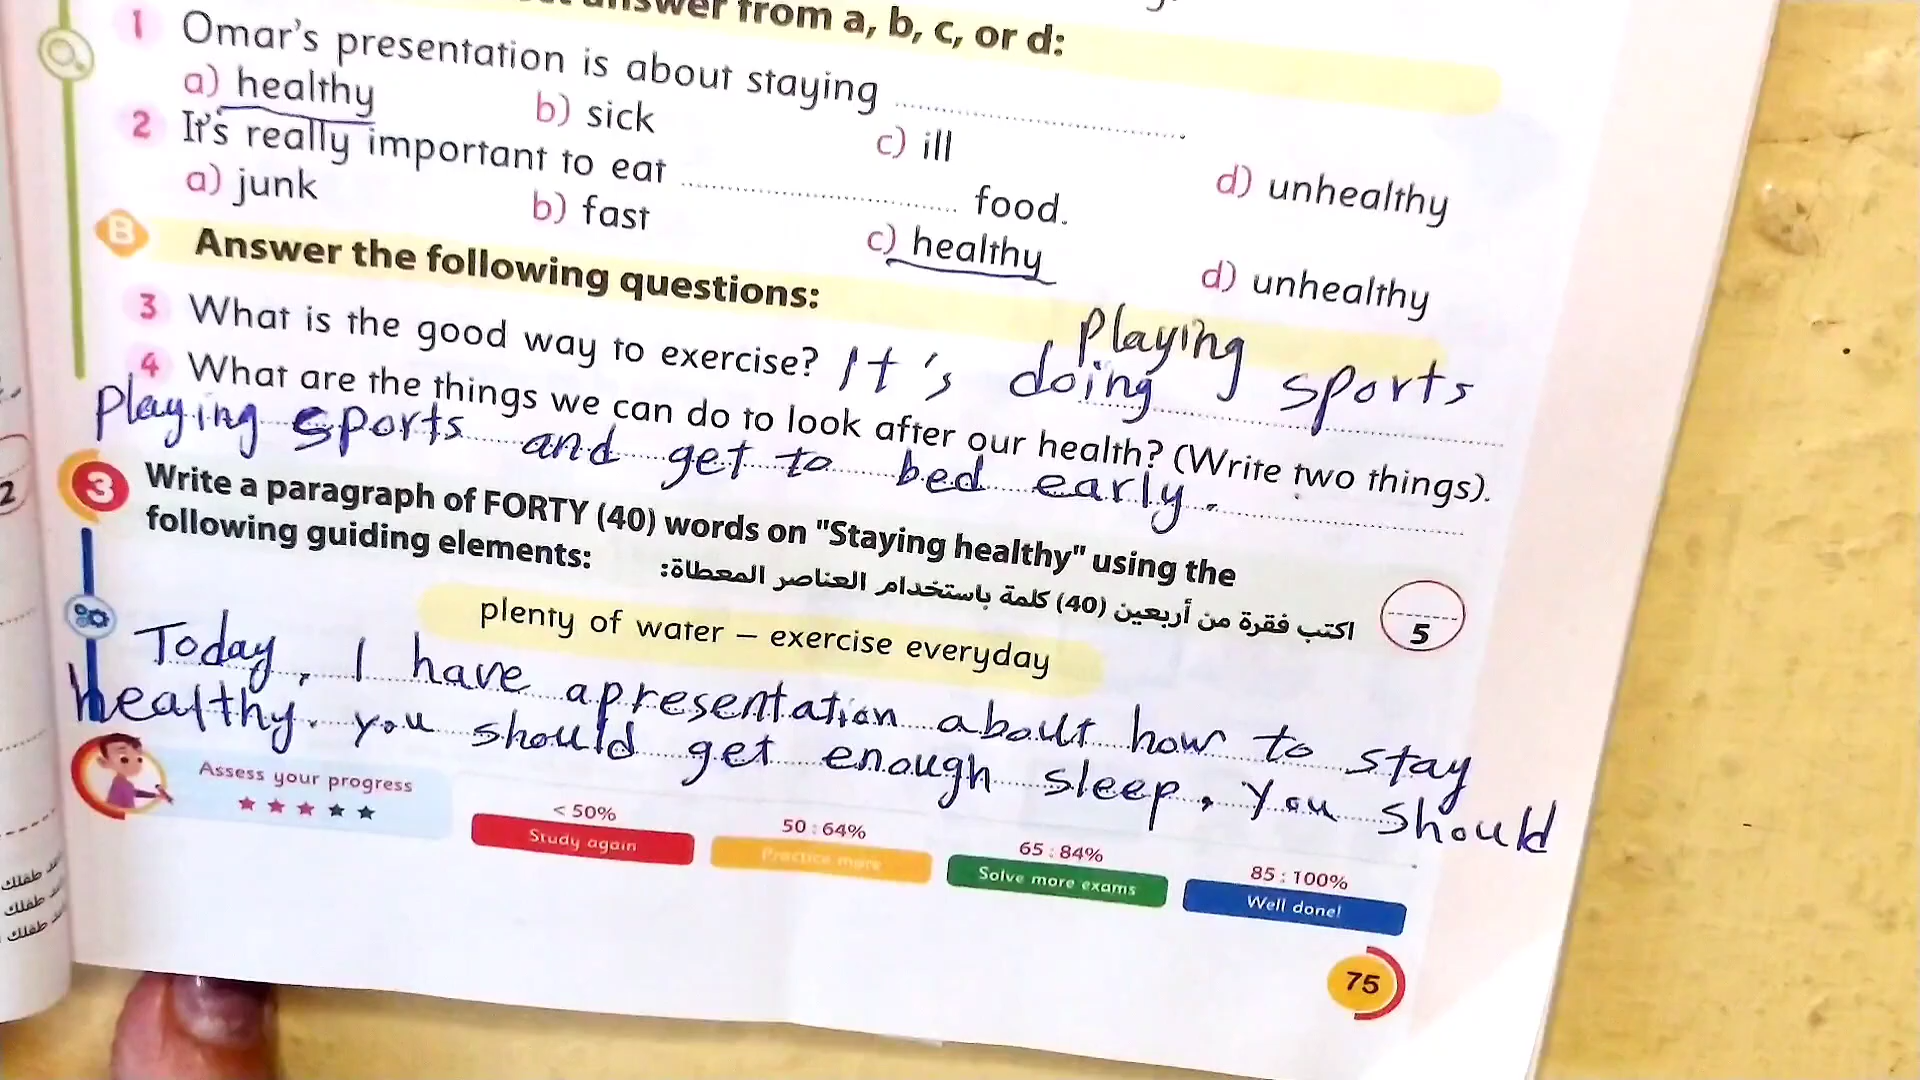 answer from a, b, c, or d:
1 Omar's presentation is about staying ........
a) healthy b) sick c) ill d) unhealthy
2 It's really important to eat ........ food.
a) junk b) fast c) healthy d) unhealthy
B Answer the following questions:
playing
3 What is the good way to exercise? It's doing sports
4 What are the things we can do to look after our health? (Write two things).
Playing sports and get to bed early.
3 Write a paragraph of FORTY (40) words on "Staying healthy" using the
following guiding elements:
اكتب فقرة من أربعين (40) كلمة باستخدام العناصر المعطاة:
5
plenty of water – exercise everyday
Today, I have apresentation about how to stay
healthy. you should get enough sleep, you should
Assess your progress
< 50% 50 : 64% 65 : 84% 85 : 100%
Study again Practice more Solve more exams Well done!
75
2
طفلك
طفلك
طفلك